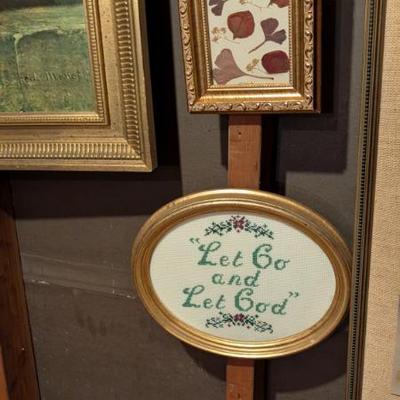 "Let Go
and
Let God"